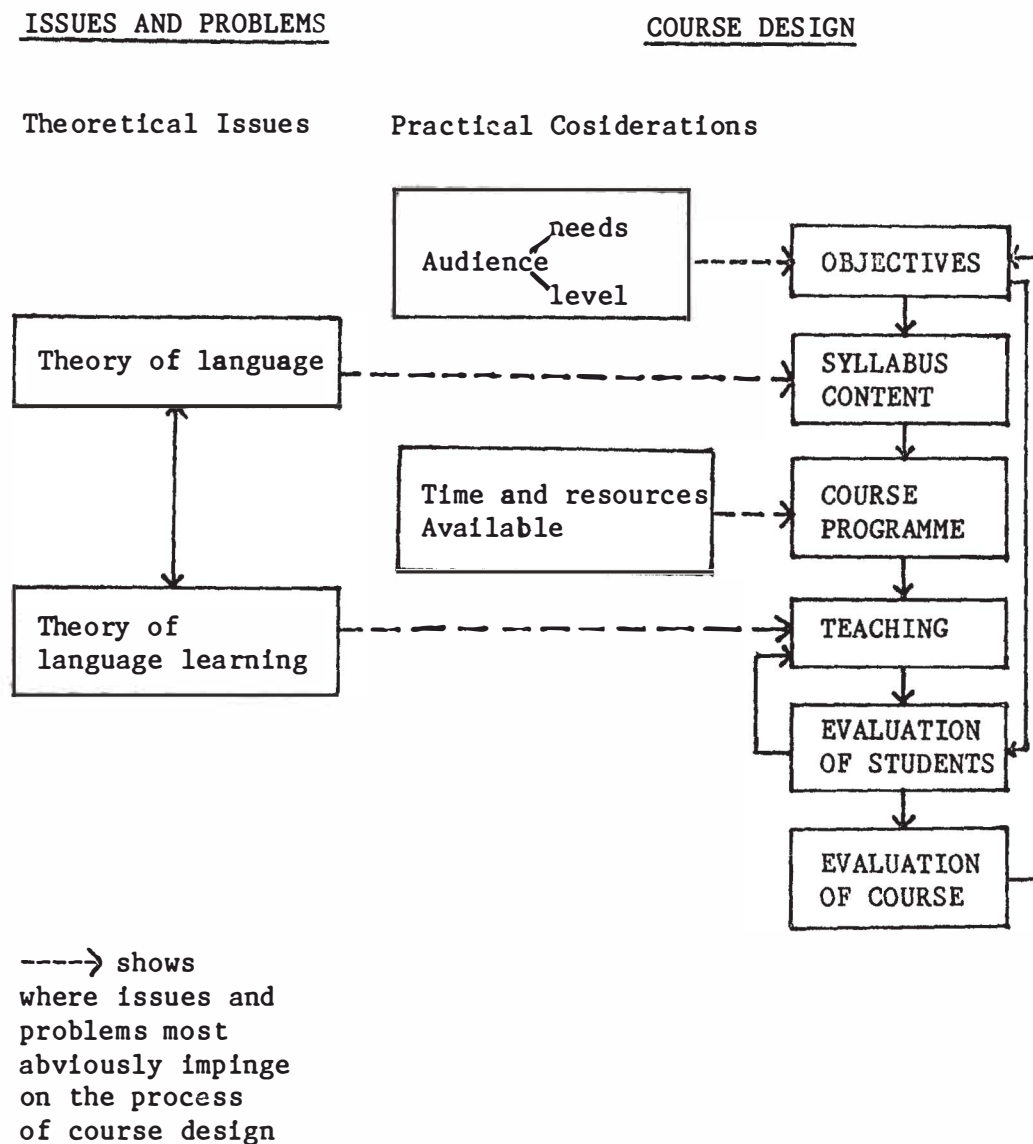 ISSUES AND PROBLEMS
COURSE DESIGN
Theoretical Issues
Practical Cosiderations
needs
Audience
level
OBJECTIVES
Theory of language
SYLLABUS
CONTENT
Time and resources
Available
COURSE
PROGRAMME
Theory of
language learning
TEACHING
EVALUATION
OF STUDENTS
EVALUATION
OF COURSE
shows
where issues and
problems most
abviously impinge
on the process
of course design